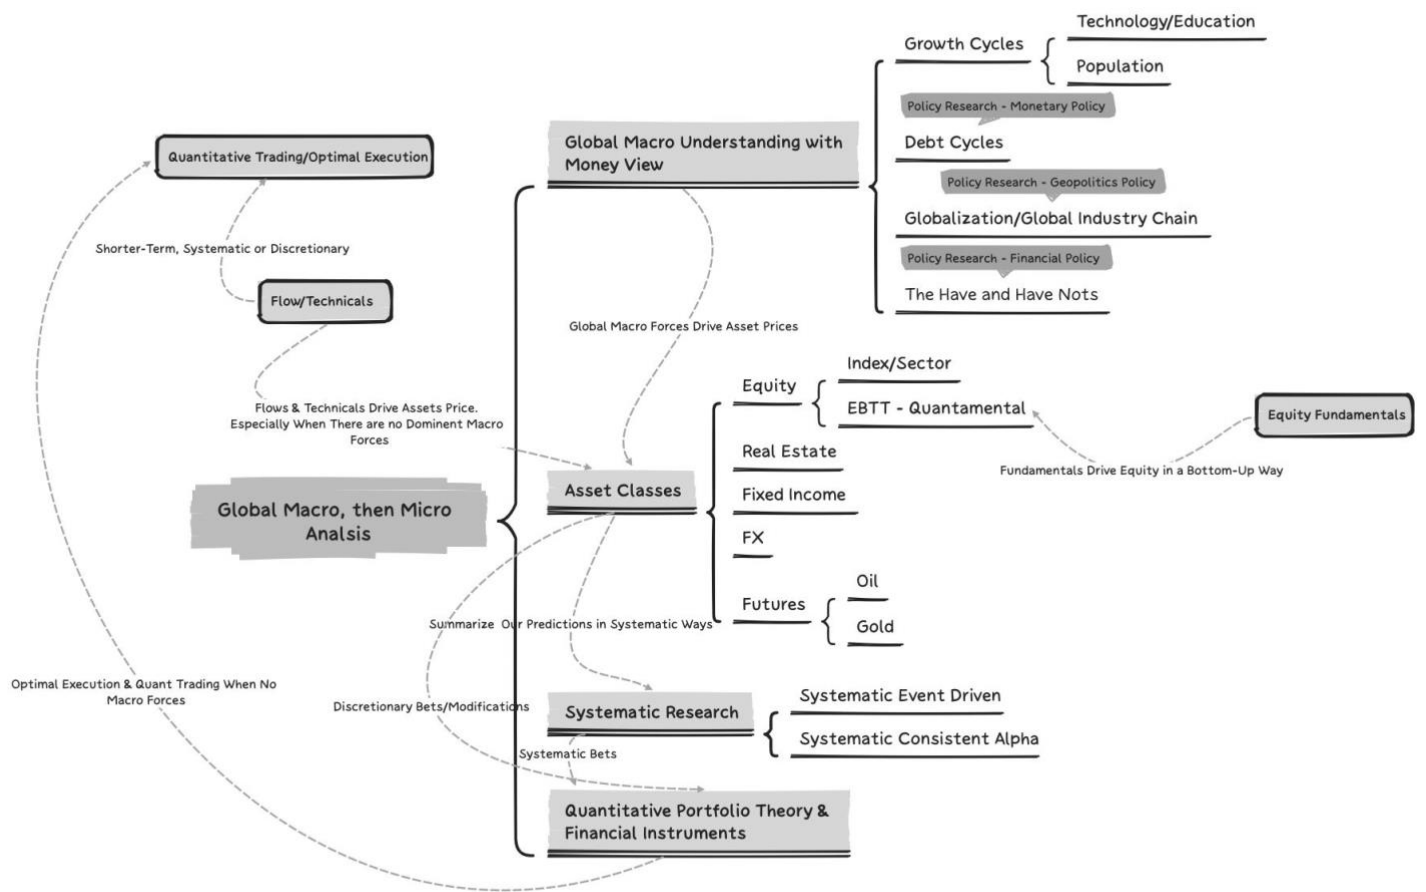 Technology/Education
Growth Cycles
Population
Policy Research - Monetary Policy
Global Macro Understanding with
Money View
Debt Cycles
Quantitative Trading/Optimal Execution
Policy Research - Geopolitics Policy
Globalization/Global Industry Chain
Shorter-Term, Systematic or Discretionary
Policy Research - Financial Policy
Flow/Technicals
The Have and Have Nots
Global Macro Forces Drive Asset Prices
Index/Sector
Equity
EBTT - Quantamental
Equity Fundamentals
Flows & Technicals Drive Assets Price.
Especially When There are no Dominent Macro
Forces
Real Estate
Fundamentals Drive Equity in a Bottom-Up Way
Asset Classes
Fixed Income
Global Macro, then Micro
Analsis
FX
Oil
Futures
Gold
Summarize Our Predictions in Systematic Ways
Optimal Execution & Quant Trading When No
Macro Forces
Systematic Event Driven
Discretionary Bets/Modifications
Systematic Research
Systematic Consistent Alpha
Systematic Bets
Quantitative Portfolio Theory &
Financial Instruments